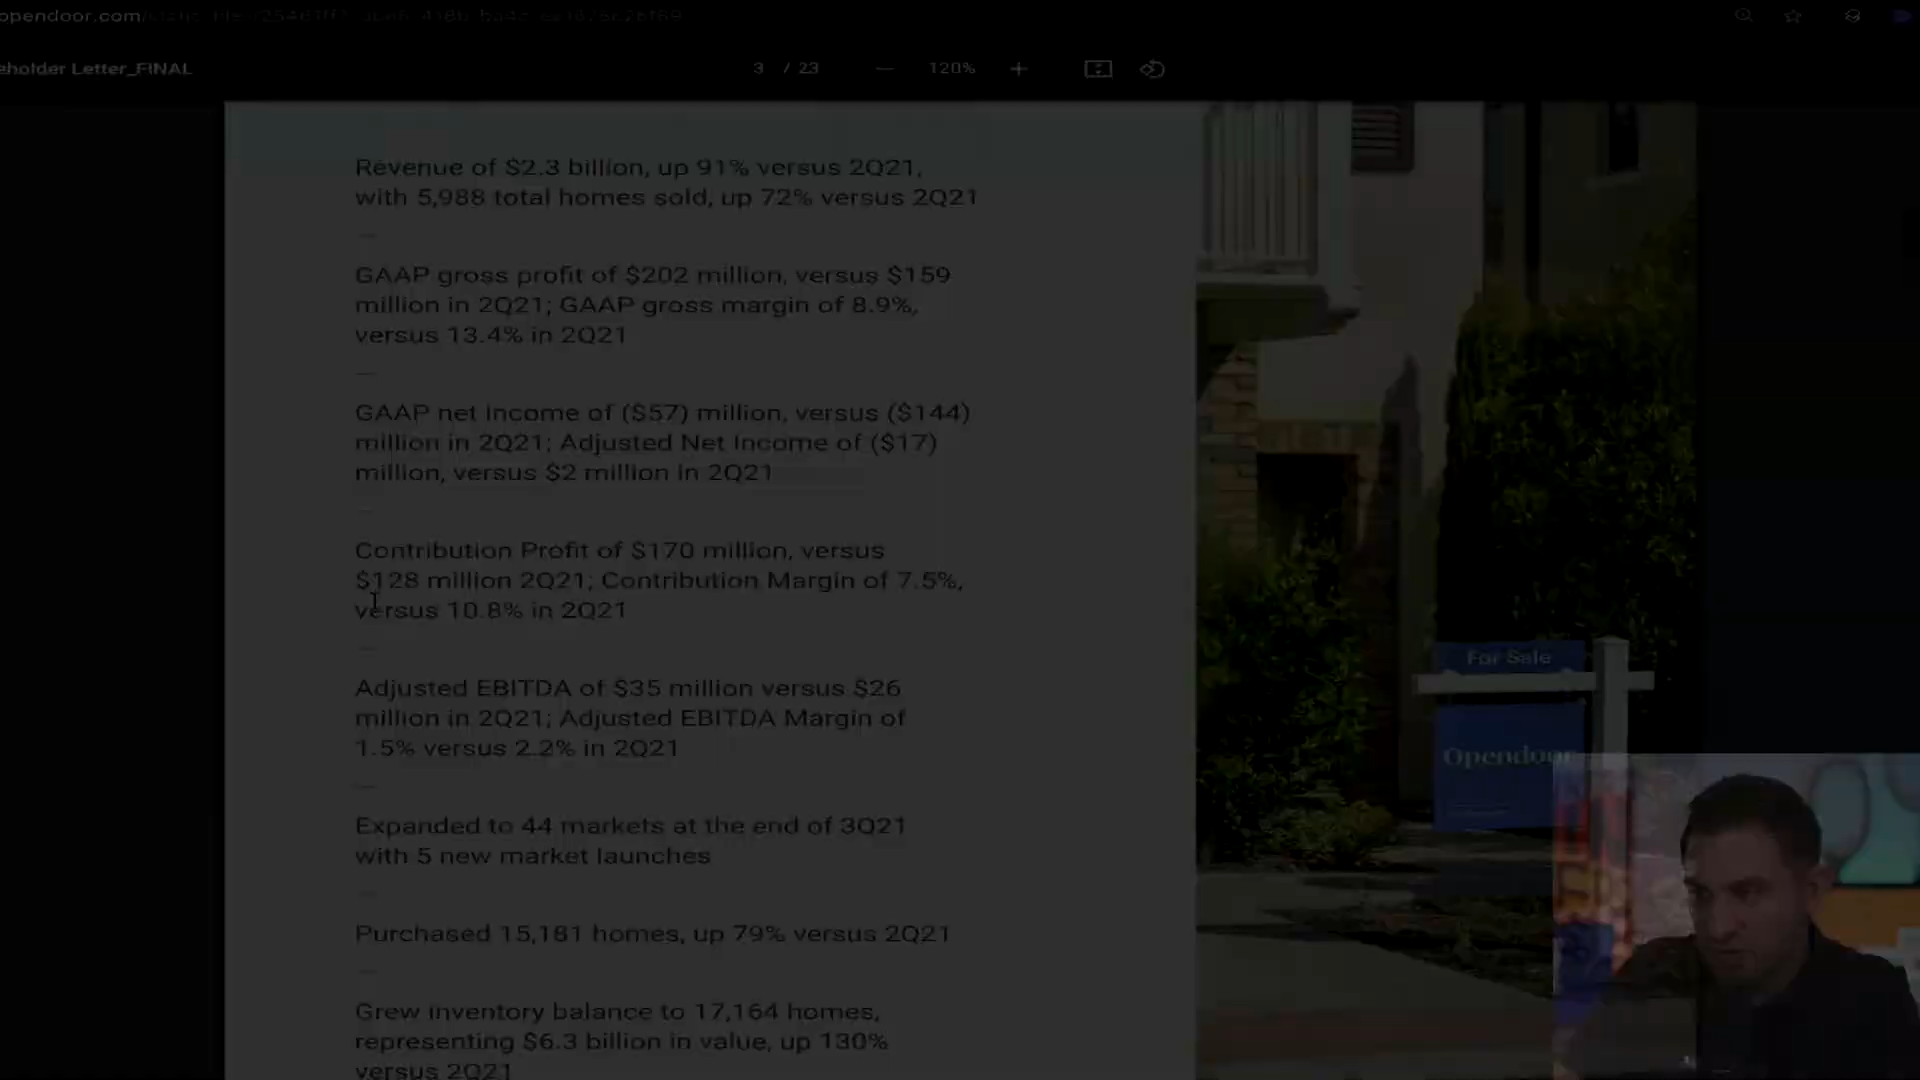 opendoor.com
eholder Letter_FINAL
3 / 23
120%
Revenue of $2.3 billion, up 91% versus 2Q21,
with 5,988 total homes sold, up 72% versus 2Q21
GAAP gross profit of $202 million, versus $159
million in 2Q21; GAAP gross margin of 8.9%,
versus 13.4% in 2Q21
GAAP net Income of ($57) million, versus ($144)
million in 2Q21; Adjusted Net Income of ($17)
million, versus $2 million in 2Q21
Contribution Profit of $170 million, versus
$128 million 2Q21; Contribution Margin of 7.5%,
versus 10.8% in 2Q21
Adjusted EBITDA of $35 million versus $26
million in 2Q21; Adjusted EBITDA Margin of
1.5% versus 2.2% in 2Q21
Expanded to 44 markets at the end of 3Q21
with 5 new market launches
Purchased 15,181 homes, up 79% versus 2Q21
Grew inventory balance to 17,164 homes,
representing $6.3 billion in value, up 130%
versus 2Q21
For Sale
Opendoor